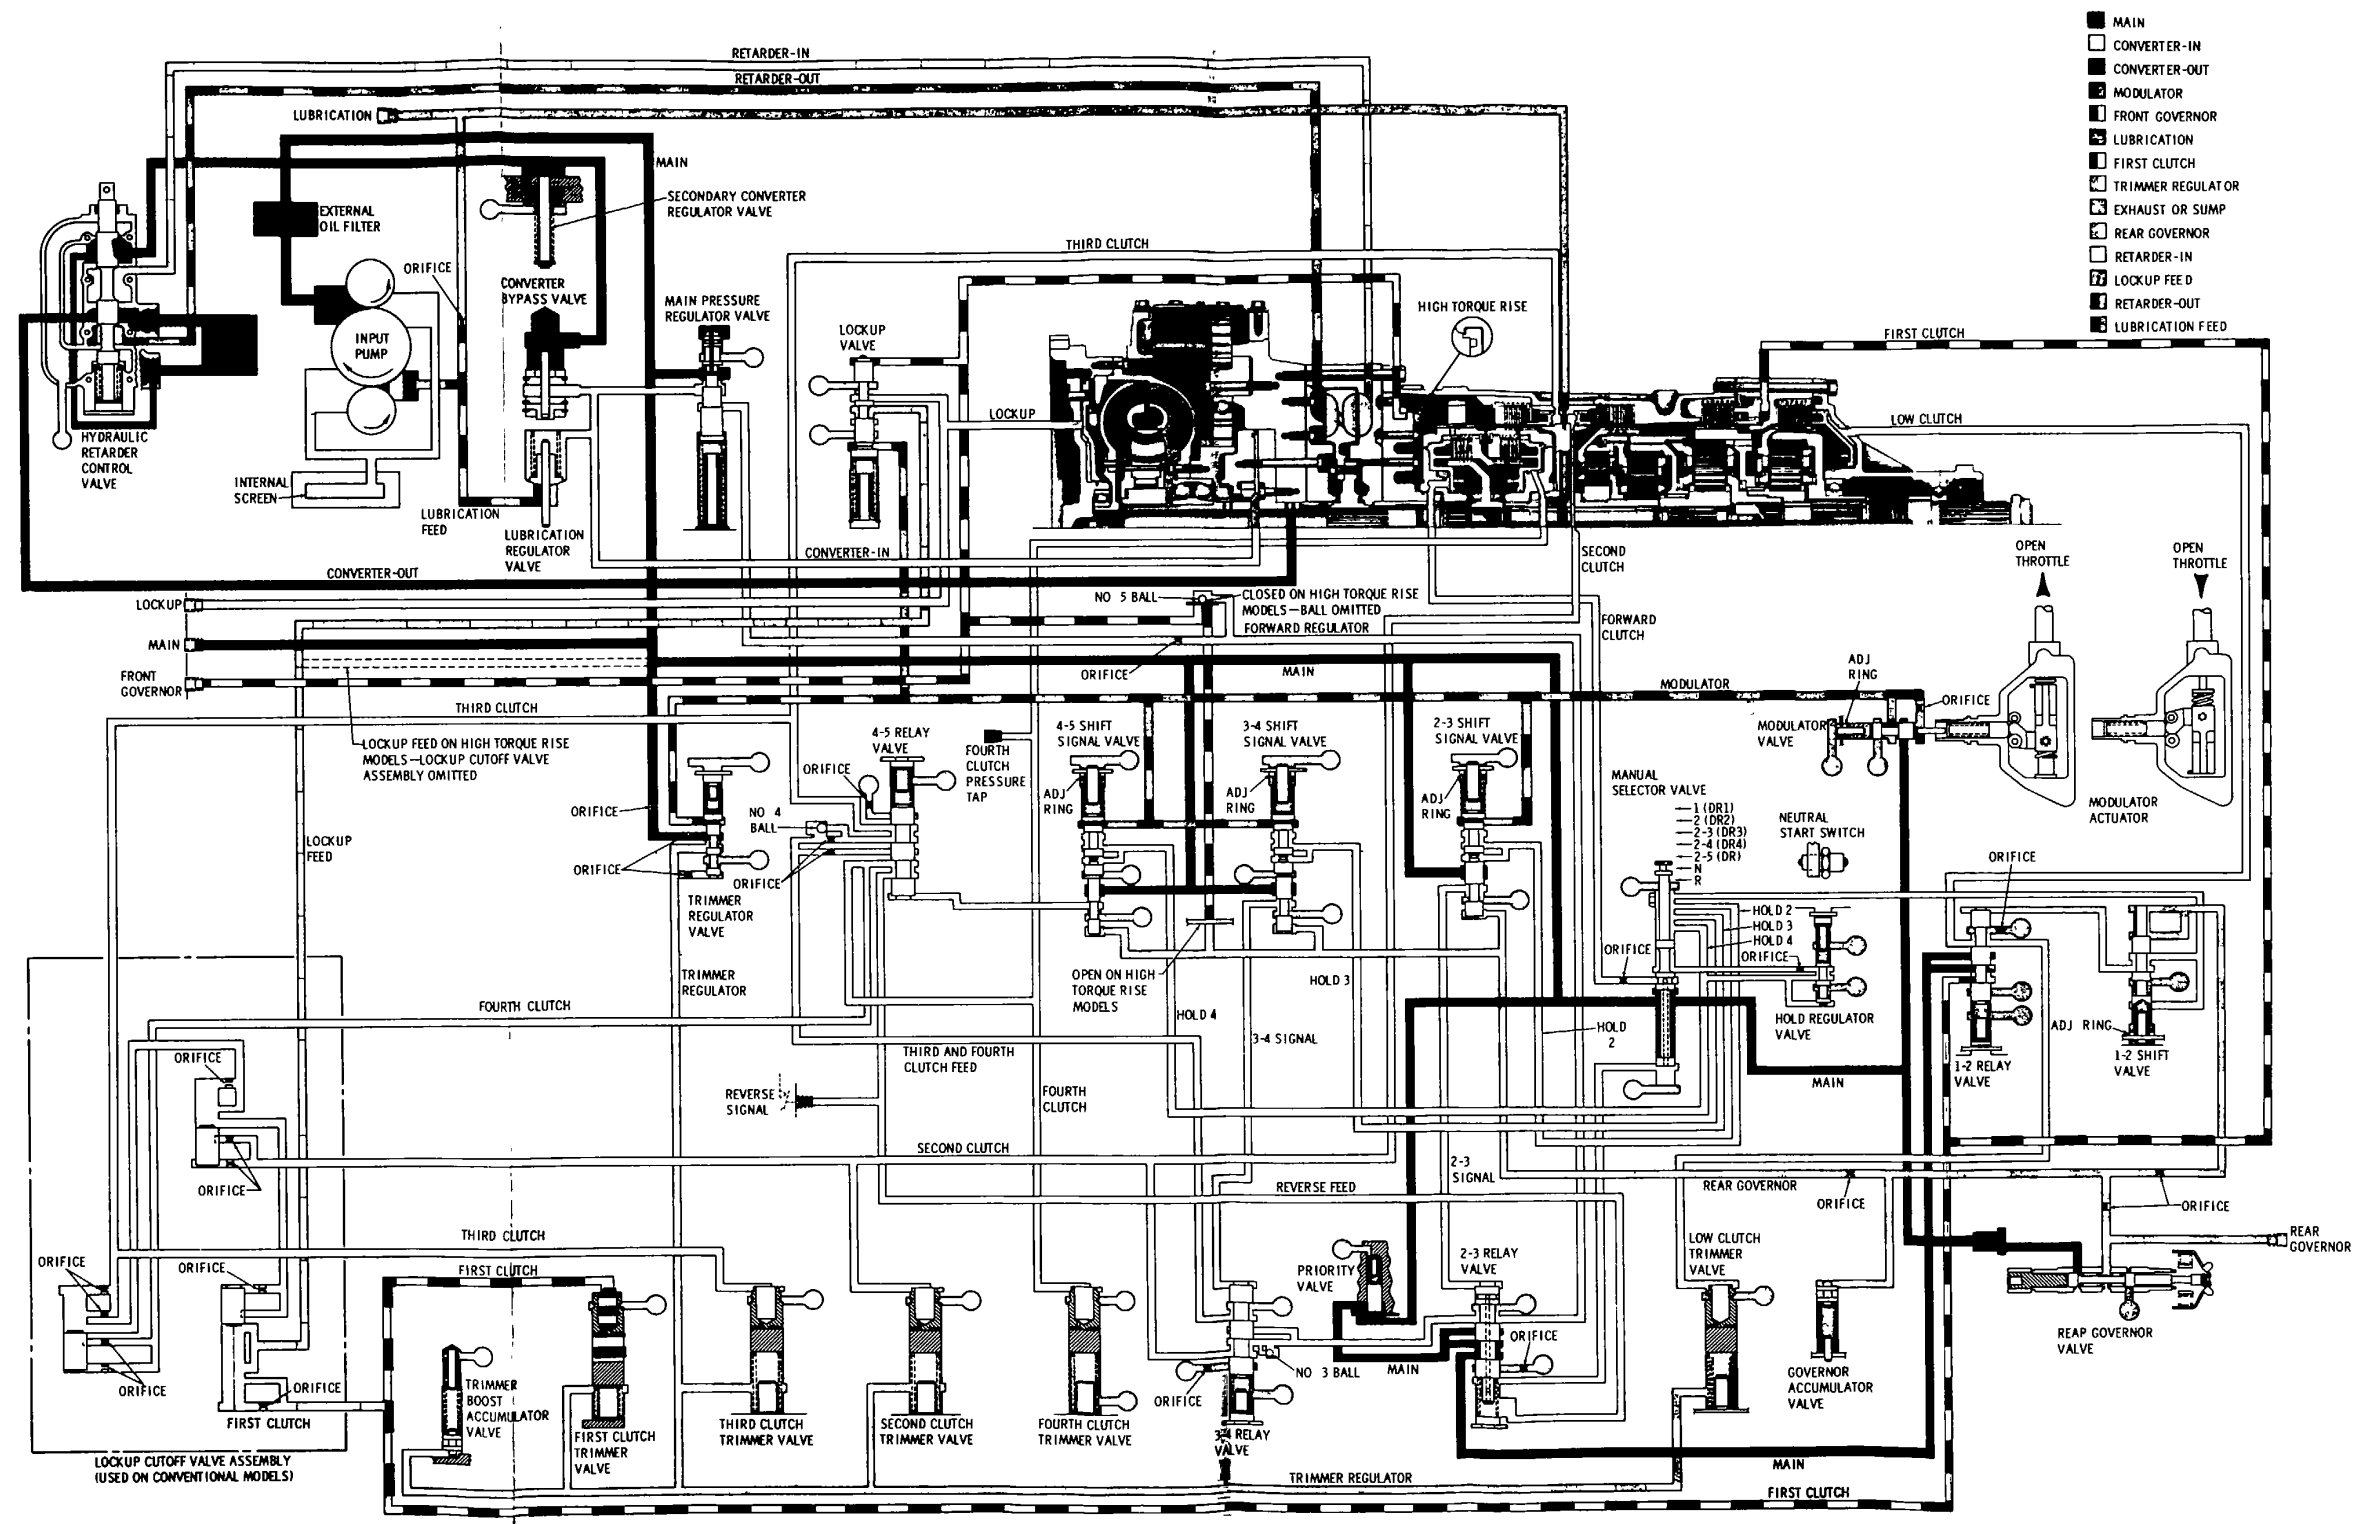 RETARDER-IN
RETARDER-OUT
LUBRICATION
MAIN
SECONDARY CONVERTER
REGULATOR VALVE
EXTERNAL
OIL FILTER
ORIFICE
CONVERTER
BYPASS VALVE
MAIN PRESSURE
REGULATOR VALVE
INPUT
PUMP
LOCKUP
VALVE
THIRD CLUTCH
HIGH TORQUE RISE
FIRST CLUTCH
LOW CLUTCH
LOCKUP
HYDRAULIC
RETARDER
CONTROL
VALVE
INTERNAL
SCREEN
LUBRICATION
FEED
LUBRICATION
REGULATOR
VALVE
CONVERTER-IN
CONVERTER-OUT
SECOND
CLUTCH
OPEN
THROTTLE
OPEN
THROTTLE
MAIN
CONVERTER-IN
CONVERTER-OUT
MODULATOR
FRONT GOVERNOR
LUBRICATION
FIRST CLUTCH
TRIMMER REGULATOR
EXHAUST OR SUMP
REAR GOVERNOR
RETARDER-IN
LOCKUP FEED
RETARDER-OUT
LUBRICATION FEED
LOCKUP
MAIN
FRONT
GOVERNOR
NO 5 BALL
CLOSED ON HIGH TORQUE RISE
MODELS—BALL OMITTED
FORWARD REGULATOR
FORWARD
CLUTCH
ORIFICE
MAIN
MODULATOR
ADJ
RING
ORIFICE
MODULATOR
VALVE
THIRD CLUTCH
LOCKUP FEED ON HIGH TORQUE RISE
MODELS—LOCKUP CUTOFF VALVE
ASSEMBLY OMITTED
4-5 RELAY
VALVE
FOURTH
CLUTCH
PRESSURE
TAP
4-5 SHIFT
SIGNAL VALVE
3-4 SHIFT
SIGNAL VALVE
2-3 SHIFT
SIGNAL VALVE
ORIFICE
ADJ
RING
ADJ
RING
ADJ
RING
MANUAL
SELECTOR VALVE
1 (DR1)
2 (DR2)
2-3 (DR3)
2-4 (DR4)
2-5 (DR)
N
R
NEUTRAL
START SWITCH
MODULATOR
ACTUATOR
ORIFICE
NO 4
BALL
LOCKUP
FEED
ORIFICE
ORIFICE
TRIMMER
REGULATOR
VALVE
ORIFICE
HOLD 2
HOLD 3
HOLD 4
ORIFICE
ORIFICE
TRIMMER
REGULATOR
OPEN ON HIGH
TORQUE RISE
MODELS
HOLD 3
HOLD 4
3-4 SIGNAL
HOLD
2
HOLD REGULATOR
VALVE
ADJ RING
1-2 RELAY
VALVE
1-2 SHIFT
VALVE
FOURTH CLUTCH
THIRD AND FOURTH
CLUTCH FEED
ORIFICE
REVERSE
SIGNAL
FOURTH
CLUTCH
MAIN
SECOND CLUTCH
ORIFICE
2-3
SIGNAL
REVERSE FEED
REAR GOVERNOR
ORIFICE
ORIFICE
THIRD CLUTCH
ORIFICE
ORIFICE
FIRST CLUTCH
PRIORITY
VALVE
2-3 RELAY
VALVE
LOW CLUTCH
TRIMMER
VALVE
REAR
GOVERNOR
ORIFICE
MAIN
NO 3 BALL
ORIFICE
REAP GOVERNOR
VALVE
GOVERNOR
ACCUMULATOR
VALVE
ORIFICE
ORIFICE
FIRST CLUTCH
TRIMMER
BOOST
ACCUMULATOR
VALVE
FIRST CLUTCH
TRIMMER
VALVE
THIRD CLUTCH
TRIMMER VALVE
SECOND CLUTCH
TRIMMER VALVE
FOURTH CLUTCH
TRIMMER VALVE
3-4 RELAY
VALVE
LOCKUP CUTOFF VALVE ASSEMBLY
(USED ON CONVENTIONAL MODELS)
MAIN
TRIMMER REGULATOR
FIRST CLUTCH